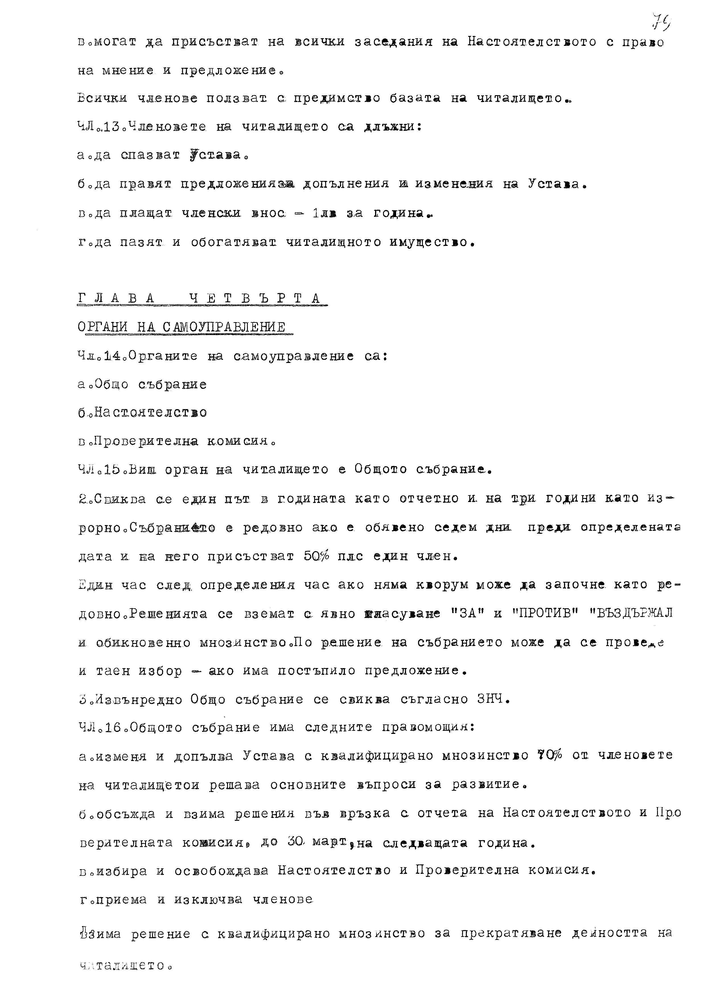 79
в.могат да присъстват на всички заседания на Настоятелството с право
на мнение и предложение.
Всички членове ползват с предимство базата на читалището..
ЧЛ.13.Членовете на читалището са длъжни:
а.да спазват Устава.
б.да правят предложенияза допълнения и изменения на Устава.
в.да плащат членски внос - 1лв за година.
г.да пазят и обогатяват читалищното имущество.
Г Л А В А   Ч Е Т В Ъ Р Т А
ОРГАНИ НА САМОУПРАВЛЕНИЕ
Чл.14.Органите на самоуправление са:
а.Общо събрание
б.Настоятелство
в.Проверителна комисия.
ЧЛ.15.Виш орган на читалището е Общото събрание.
2.Свиква се един път в годината като отчетно и на три години като из-
рорно.Събранието е редовно ако е обявено седем дни  преди определената
дата и на него присъстват 50% плс един член.
Един час след определения час ако няма кворум може да започне като ре-
довно.Решенията се вземат с явно гласуване "ЗА" и "ПРОТИВ" "ВЪЗДЪРЖАЛ
и обикновенно мнозинство.По решение на събранието може да се проведе
и таен избор - ако има постъпило предложение.
3.Извънредно Общо събрание се свиква съгласно ЗНЧ.
ЧЛ.16.Общото събрание има следните правомощия:
а.изменя и допълва Устава с квалифицирано мнозинство 70% от членовете
на читалищетои решава основните въпроси за развитие.
б.обсъжда и взима решения във връзка с отчета на Настоятелството и Про
верителната комисия. до 30 март,на следващата година.
в.избира и освобождава Настоятелство и Проверителна комисия.
г.приема и изключва членове
Взима решение с квалифицирано мнозинство за прекратяване дейността на
читалището.